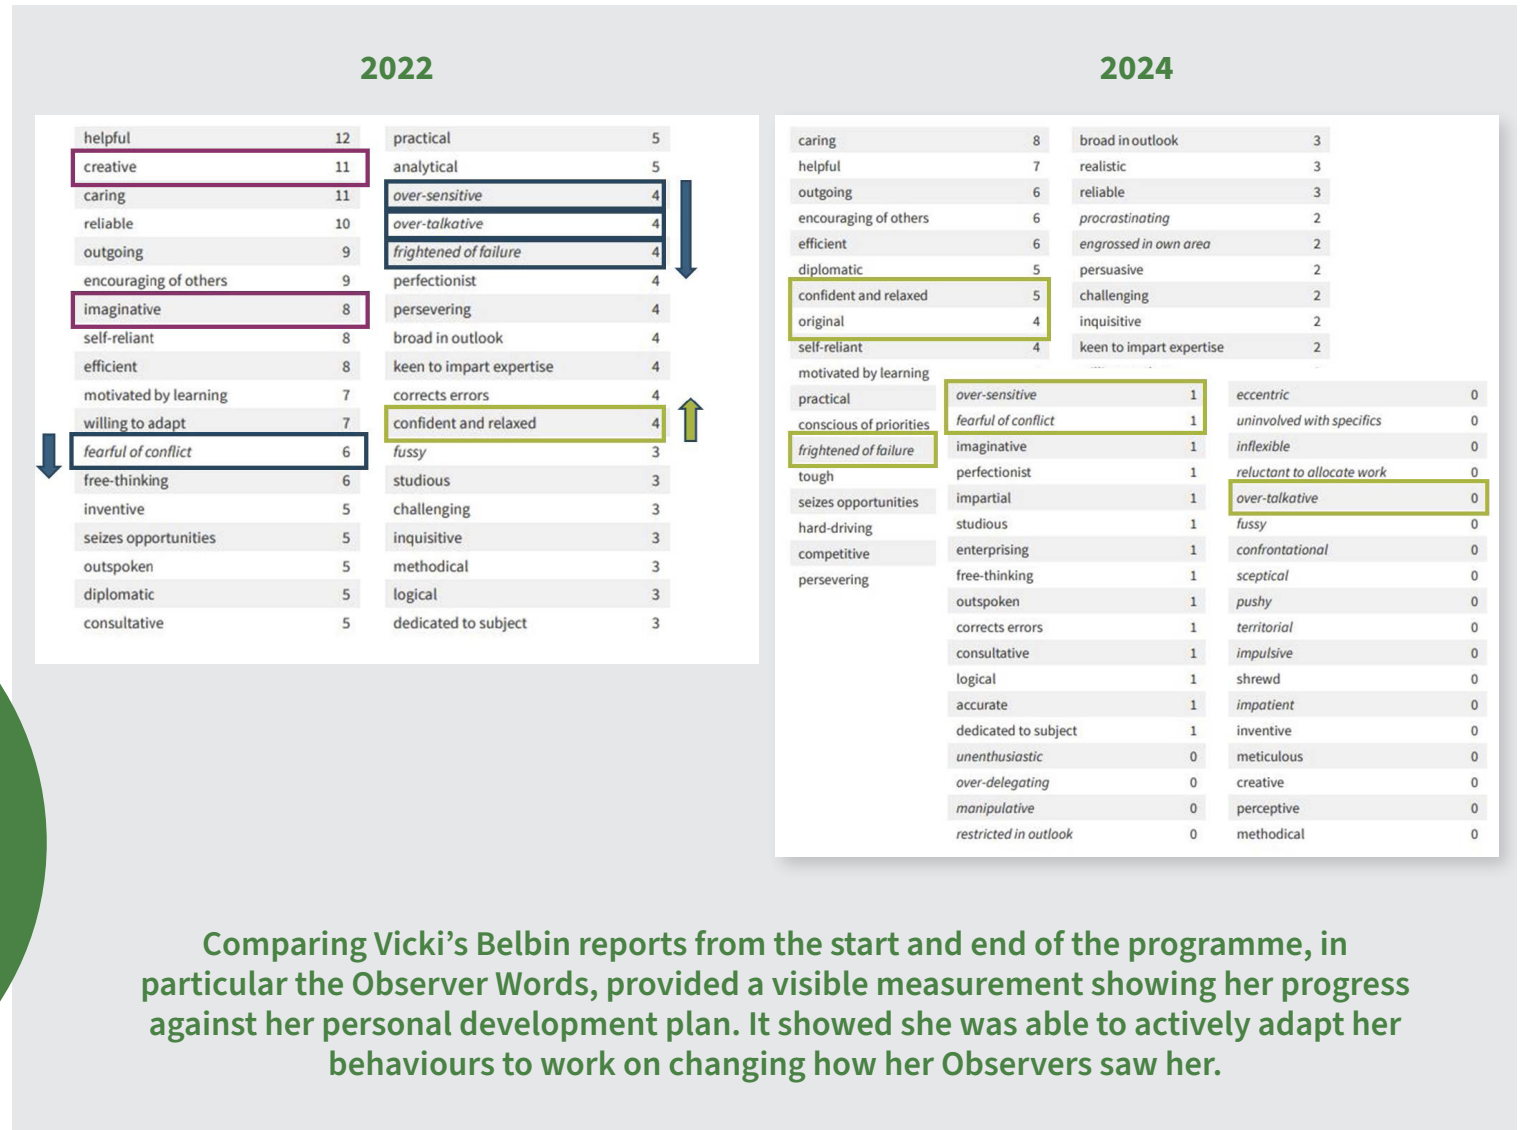 2022
helpful 12
creative 11
caring 11
reliable 10
outgoing 9
encouraging of others 9
imaginative 8
self-reliant 8
efficient 8
motivated by learning 7
willing to adapt 7
fearful of conflict 6
free-thinking 6
inventive 5
seizes opportunities 5
outspoken 5
diplomatic 5
consultative 5
practical 5
analytical 5
over-sensitive 4
over-talkative 4
frightened of failure 4
perfectionist 4
persevering 4
broad in outlook 4
keen to impart expertise 4
corrects errors 4
confident and relaxed 4
fussy 3
studious 3
challenging 3
inquisitive 3
methodical 3
logical 3
dedicated to subject 3
2024
caring 8
helpful 7
outgoing 6
encouraging of others 6
efficient 6
diplomatic 5
confident and relaxed 5
original 4
self-reliant 4
motivated by learning
practical
conscious of priorities
frightened of failure
tough
seizes opportunities
hard-driving
competitive
persevering
broad in outlook 3
realistic 3
reliable 3
procrastinating 2
engrossed in own area 2
persuasive 2
challenging 2
inquisitive 2
keen to impart expertise 2
over-sensitive 1
fearful of conflict 1
imaginative 1
perfectionist 1
impartial 1
studious 1
enterprising 1
free-thinking 1
outspoken 1
corrects errors 1
consultative 1
logical 1
accurate 1
dedicated to subject 1
unenthusiastic 0
over-delegating 0
manipulative 0
restricted in outlook 0
eccentric 0
uninvolved with specifics 0
inflexible 0
reluctant to allocate work 0
over-talkative 0
fussy 0
confrontational 0
sceptical 0
pushy 0
territorial 0
impulsive 0
shrewd 0
impatient 0
inventive 0
meticulous 0
creative 0
perceptive 0
methodical 0
Comparing Vicki’s Belbin reports from the start and end of the programme, in
particular the Observer Words, provided a visible measurement showing her progress
against her personal development plan. It showed she was able to actively adapt her
behaviours to work on changing how her Observers saw her.